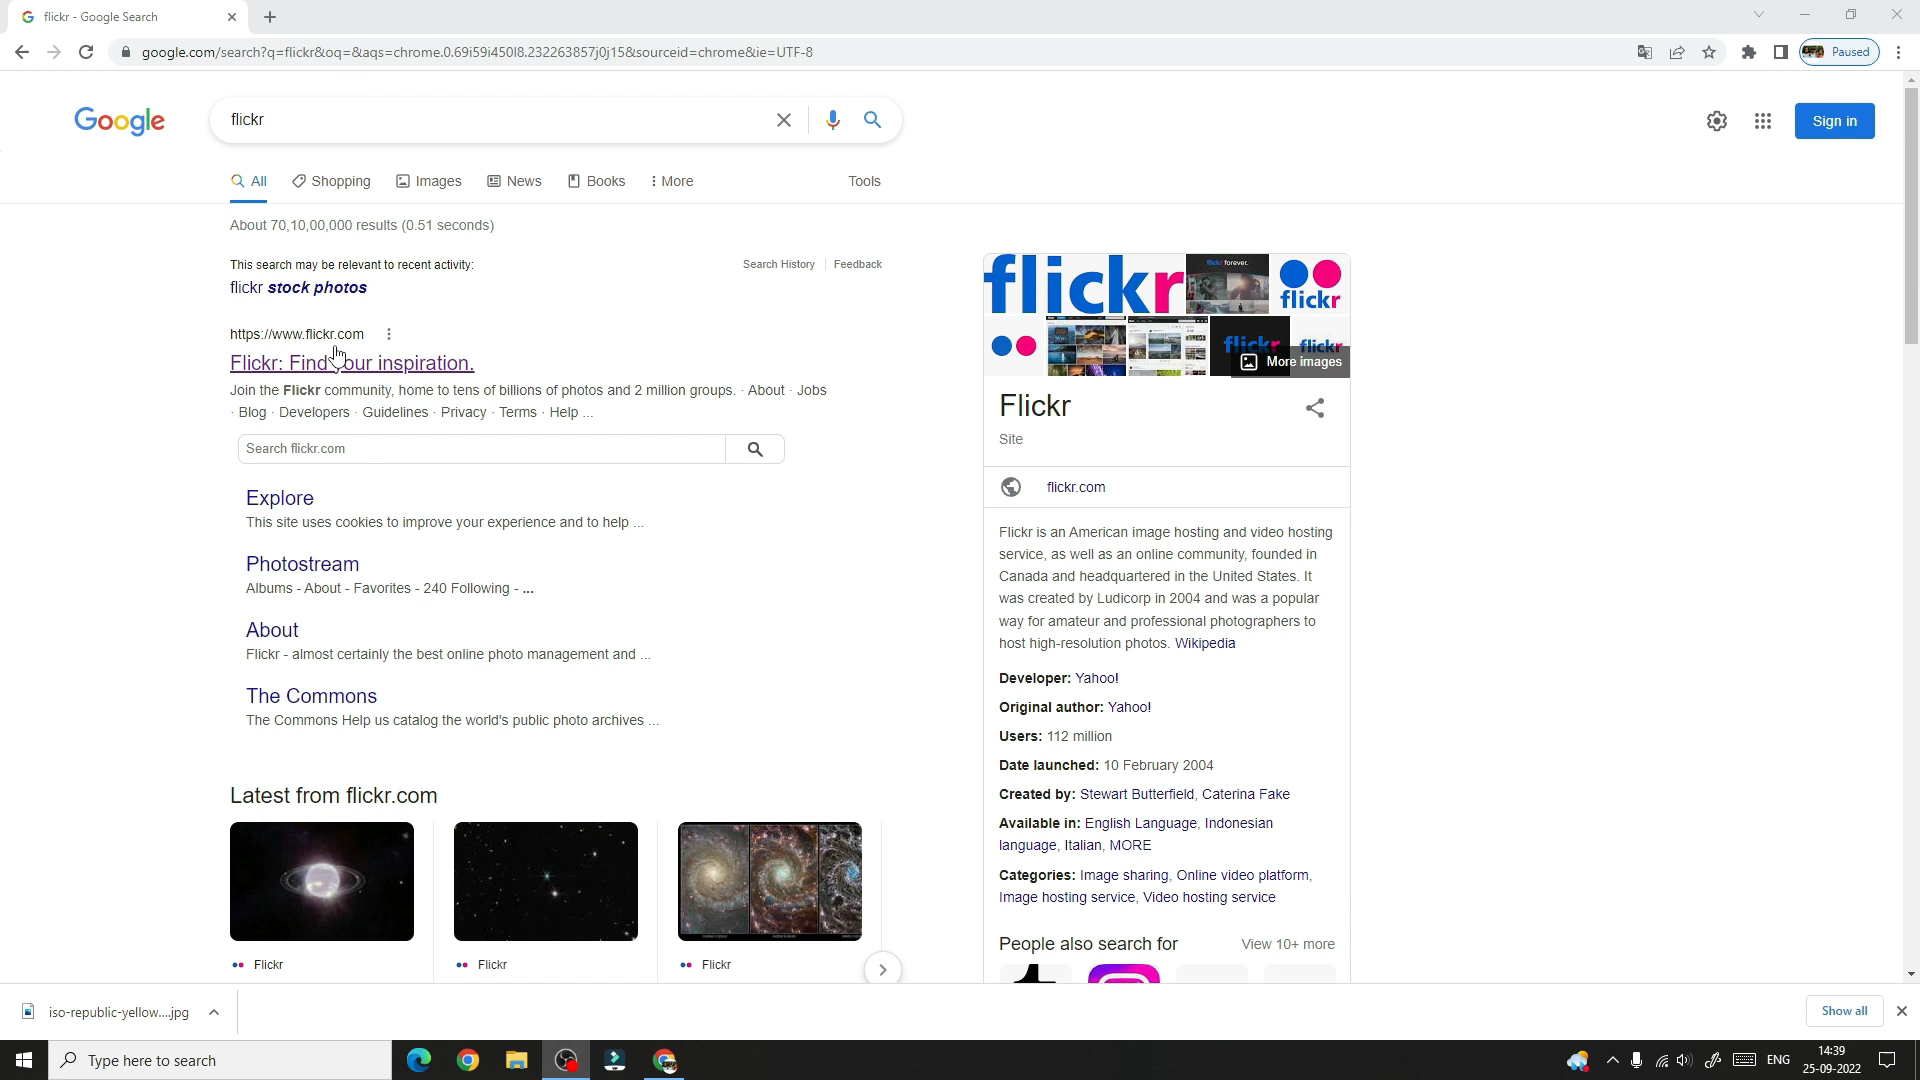 flickr - Google Search
google.com/search?q=flickr&oq=&aqs=chrome.0.69i59i450l8.232263857j0j15&sourceid=chrome&ie=UTF-8
Paused
Google
flickr
Sign in
All
Shopping
Images
News
Books
More
Tools
About 70,10,00,000 results (0.51 seconds)
This search may be relevant to recent activity:
Search History
Feedback
flickr stock photos
https://www.flickr.com
Flickr: Find your inspiration.
Join the Flickr community, home to tens of billions of photos and 2 million groups. · About · Jobs
· Blog · Developers · Guidelines · Privacy · Terms · Help ...
Search flickr.com
Explore
This site uses cookies to improve your experience and to help ...
Photostream
Albums - About - Favorites - 240 Following - ...
About
Flickr - almost certainly the best online photo management and ...
The Commons
The Commons Help us catalog the world's public photo archives ...
Latest from flickr.com
Flickr
Flickr
Flickr
flickr
flickr forever.
flickr
flickr
flickr
More images
Flickr
Site
flickr.com
Flickr is an American image hosting and video hosting
service, as well as an online community, founded in
Canada and headquartered in the United States. It
was created by Ludicorp in 2004 and was a popular
way for amateur and professional photographers to
host high-resolution photos. Wikipedia
Developer: Yahoo!
Original author: Yahoo!
Users: 112 million
Date launched: 10 February 2004
Created by: Stewart Butterfield, Caterina Fake
Available in: English Language, Indonesian
language, Italian, MORE
Categories: Image sharing, Online video platform,
Image hosting service, Video hosting service
People also search for
View 10+ more
iso-republic-yellow....jpg
Show all
Type here to search
ENG
14:39
25-09-2022